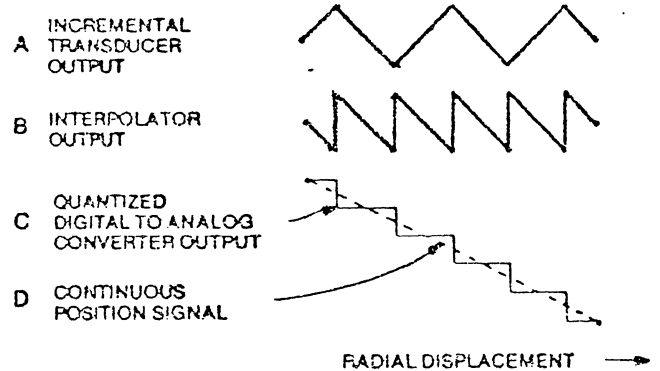 A INCREMENTAL
TRANSDUCER
OUTPUT
B INTERPOLATOR
OUTPUT
C QUANTIZED
DIGITAL TO ANALOG
CONVERTER OUTPUT
D CONTINUOUS
POSITION SIGNAL
RADIAL DISPLACEMENT